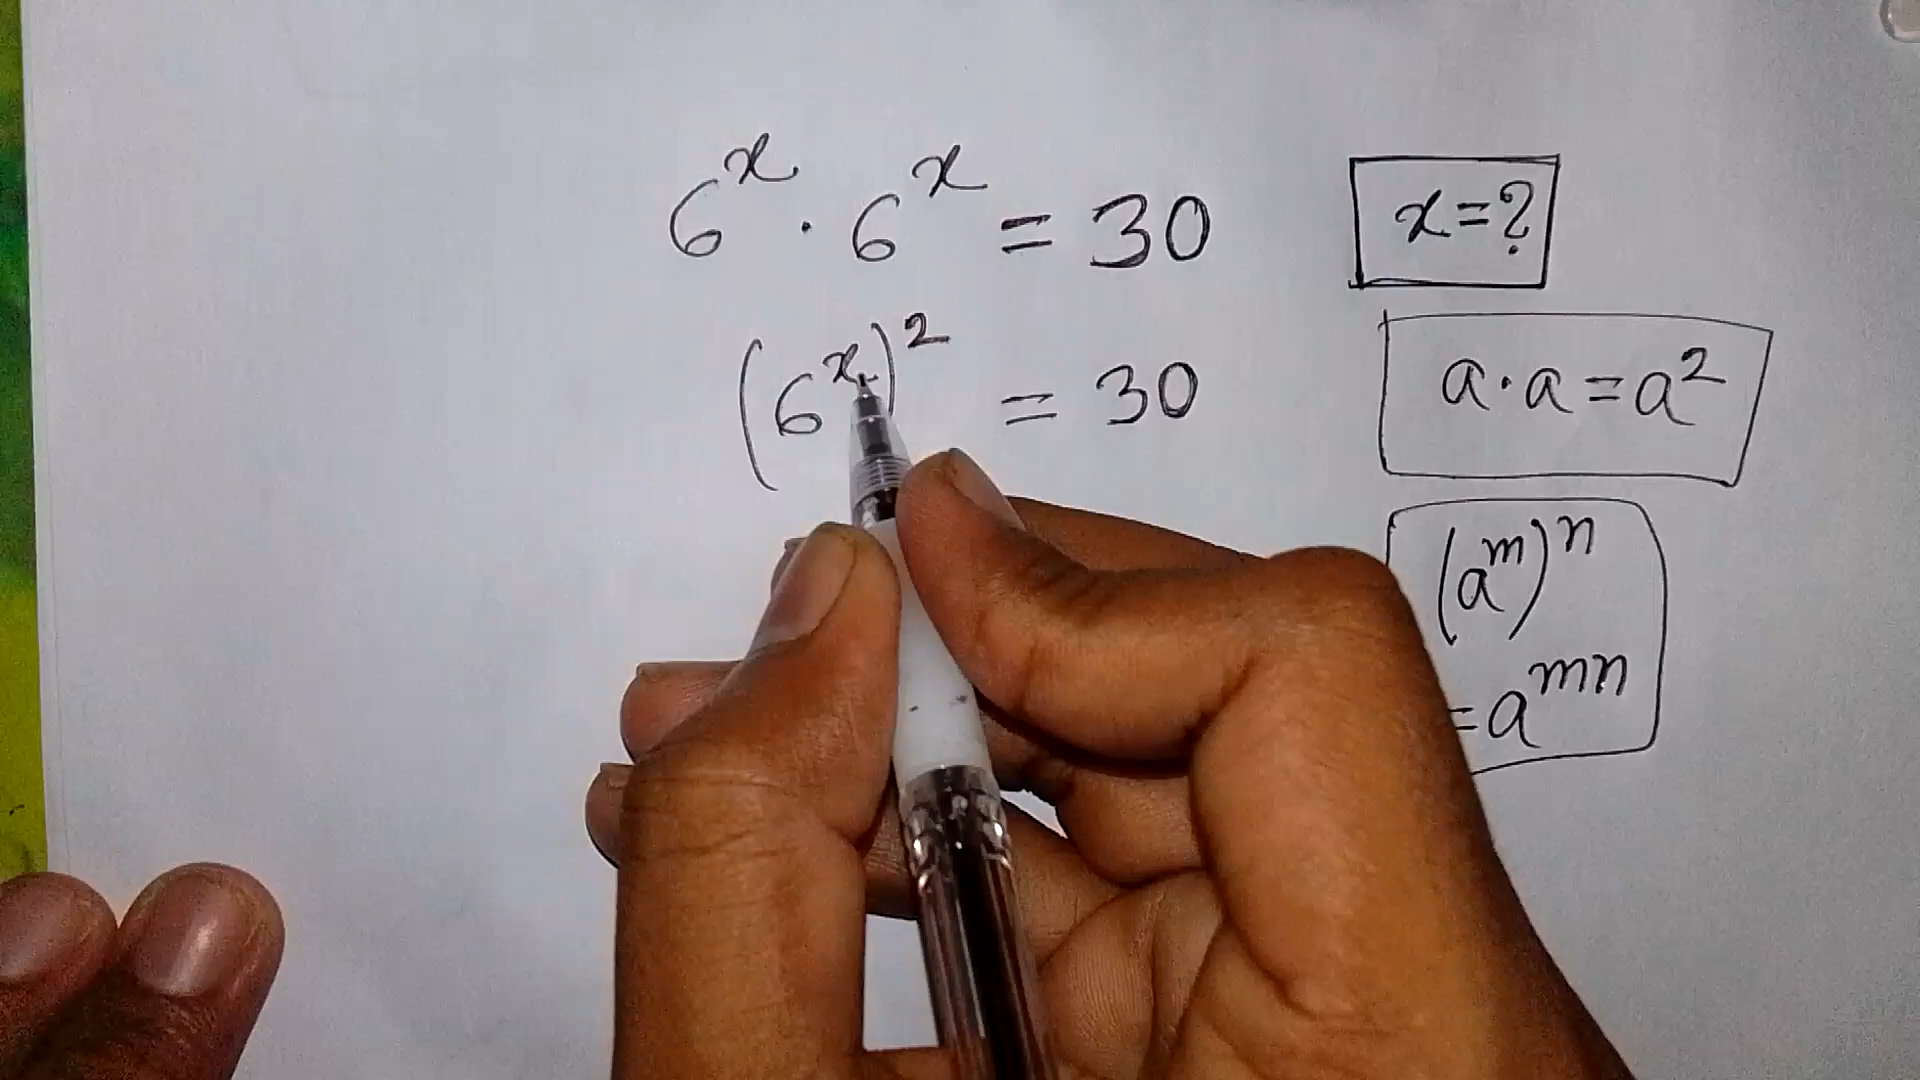 6^x · 6^x = 30
x = ?
(6^x)^2 = 30
a · a = a^2
(a^m)^n
= a^mn